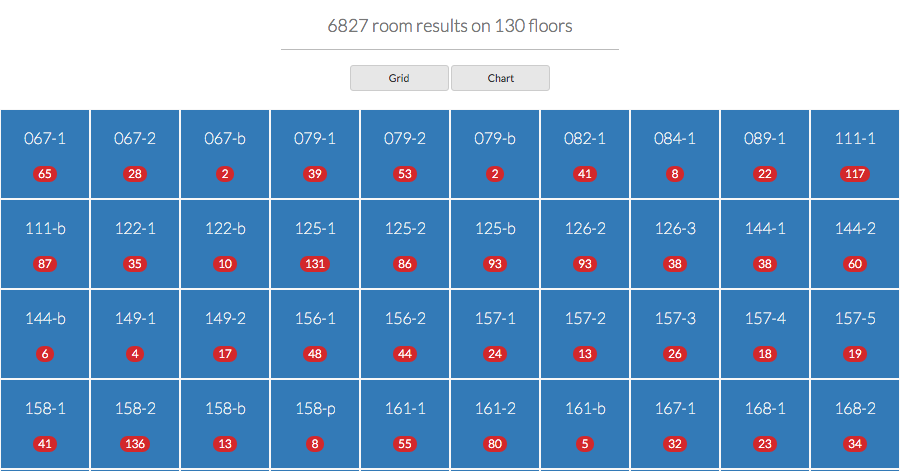 6827 room results on 130 floors
Grid Chart
067-1 067-2 067-b 079-1 079-2 079-b 082-1 084-1 089-1 111-1
65 28 2 39 53 2 41 8 22 117
111-b 122-1 122-b 125-1 125-2 125-b 126-2 126-3 144-1 144-2
87 35 10 131 86 93 93 38 38 60
144-b 149-1 149-2 156-1 156-2 157-1 157-2 157-3 157-4 157-5
6 4 17 48 44 24 13 26 18 19
158-1 158-2 158-b 158-p 161-1 161-2 161-b 167-1 168-1 168-2
41 136 13 8 55 80 5 32 23 34